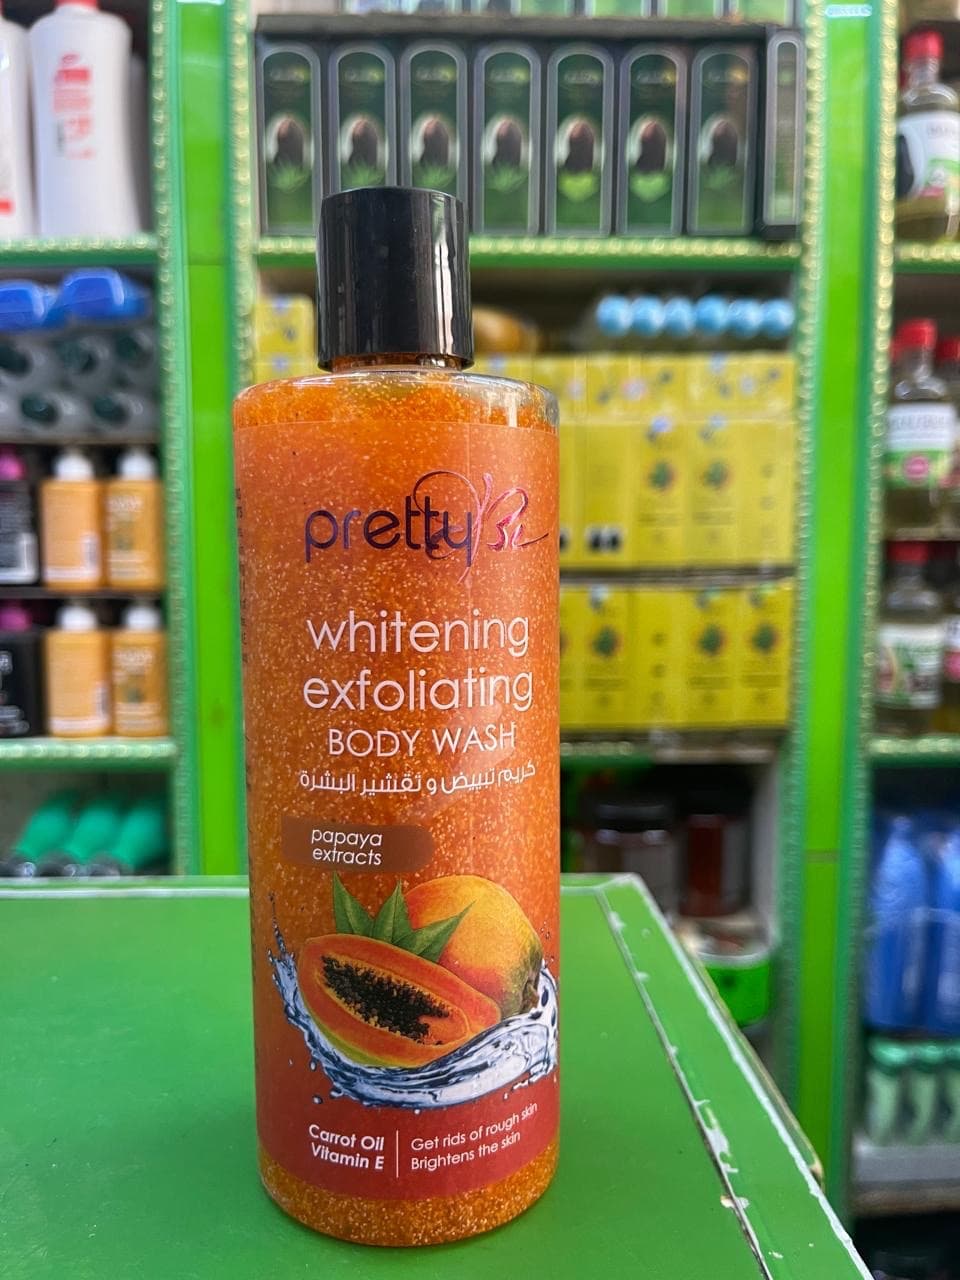 prettyBe
whitening
exfoliating
BODY WASH
كريم تبييض و تقشير البشرة
papaya
extracts
Carrot Oil
Vitamin E
Get rids of rough skin
Brightens the skin